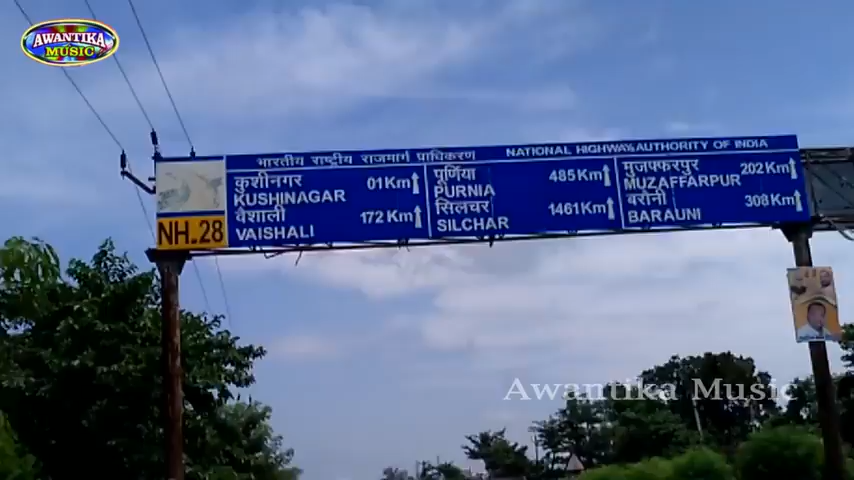 AWANTIKA
MUSIC
भारतीय राष्ट्रीय राजमार्ग प्राधिकरण NATIONAL HIGHWAY AUTHORITY OF INDIA
NH-28
कुशीनगर
KUSHINAGAR 01Km
वैशाली
VAISHALI 172Km
पूर्णिया
PURNIA 485Km
सिलचर
SILCHAR 1461Km
मुजफ्फरपुर
MUZAFFARPUR 202Km
बरौनी
BARAUNI 308Km
Awantika Music